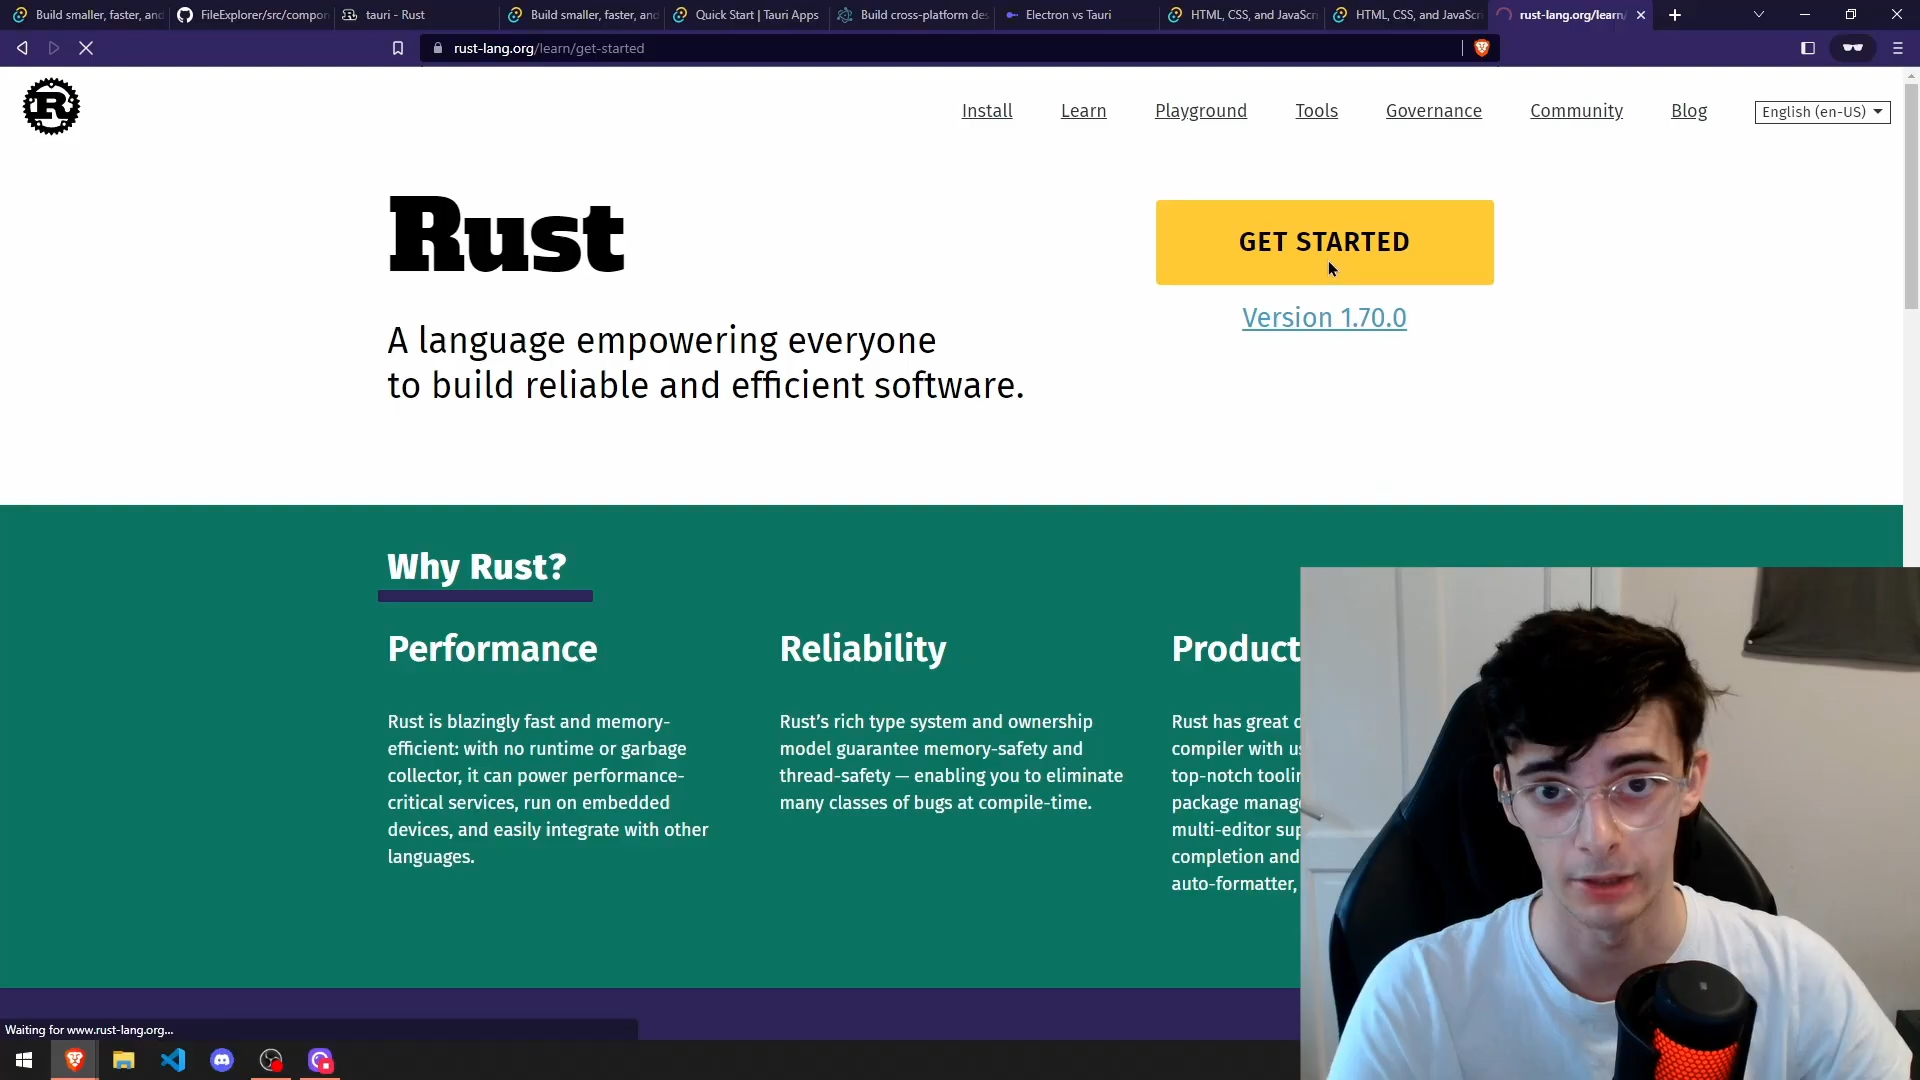 Build smaller, faster, and
FileExplorer/src/compon
tauri - Rust
Build smaller, faster, and
Quick Start | Tauri Apps
Build cross-platform des
Electron vs Tauri
HTML, CSS, and JavaScr
HTML, CSS, and JavaScr
rust-lang.org/learn/
rust-lang.org/learn/get-started
R
Install
Learn
Playground
Tools
Governance
Community
Blog
English (en-US)
Rust
GET STARTED
Version 1.70.0
A language empowering everyone
to build reliable and efficient software.
Why Rust?
Performance
Rust is blazingly fast and memory-
efficient: with no runtime or garbage
collector, it can power performance-
critical services, run on embedded
devices, and easily integrate with other
languages.
Reliability
Rust’s rich type system and ownership
model guarantee memory-safety and
thread-safety — enabling you to eliminate
many classes of bugs at compile-time.
Product
Rust has great
compiler with
top-notch
package
multi-editor
completion and
auto-formatter,
Waiting for www.rust-lang.org...